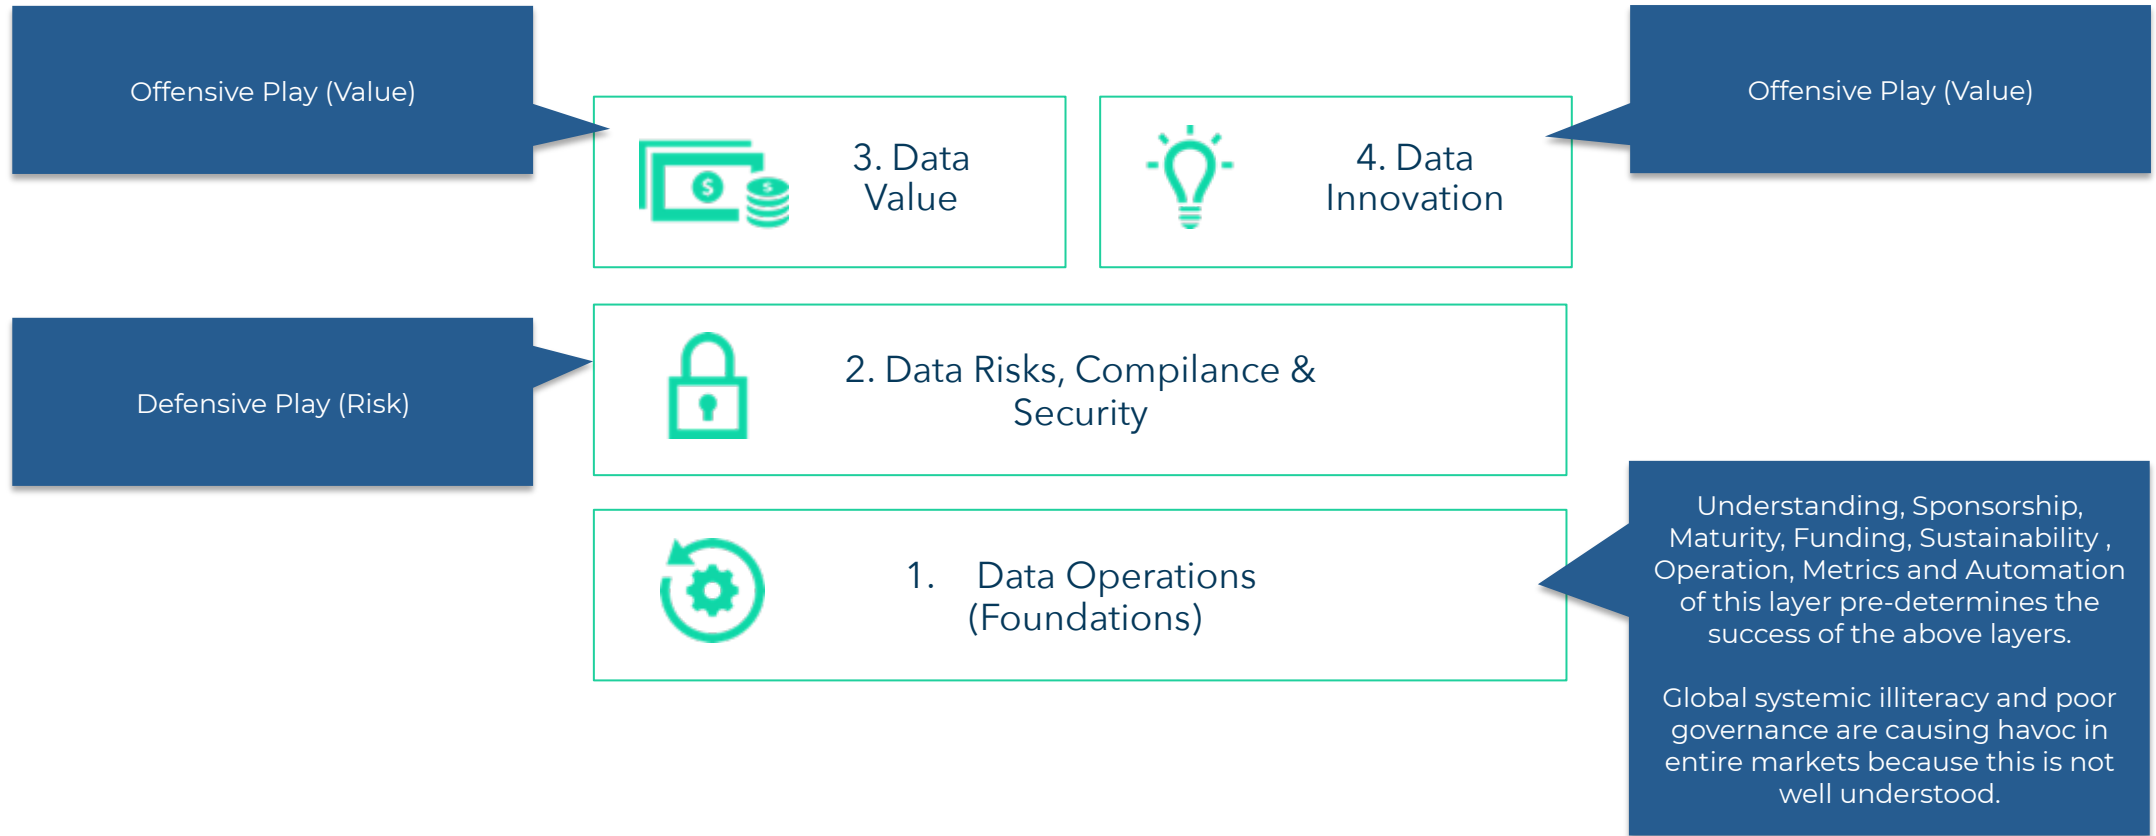 Offensive Play (Value)
Offensive Play (Value)
3. Data
Value
4. Data
Innovation
Defensive Play (Risk)
2. Data Risks, Compilance &
Security
1. Data Operations
(Foundations)
Understanding, Sponsorship,
Maturity, Funding, Sustainability ,
Operation, Metrics and Automation
of this layer pre-determines the
success of the above layers.
Global systemic illiteracy and poor
governance are causing havoc in
entire markets because this is not
well understood.